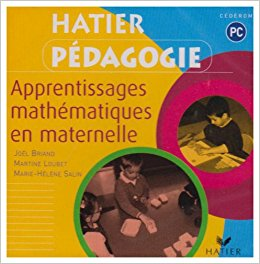 HATIER
PÉDAGOGIE
CÉDÉROM
PC
Apprentissages
mathématiques
en maternelle
JOËL BRIAND
MARTINE LOUBET
MARIE-HÉLÈNE SALIN
HATIER